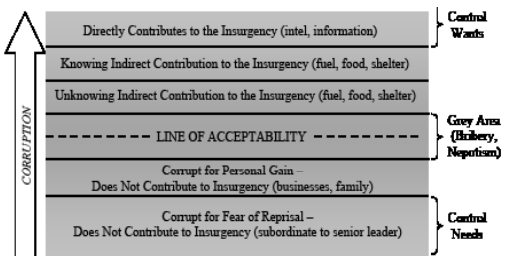 Directly Contributes to the Insurgency (intel, information)
Control
Wants
Knowing Indirect Contribution to the Insurgency (fuel, food, shelter)
Unknowing Indirect Contribution to the Insurgency (fuel, food, shelter)
CORRUPTION
LINE OF ACCEPTABILITY
Grey Area
(Bribery,
Nepotism)
Corrupt for Personal Gain –
Does Not Contribute to Insurgency (businesses, family)
Corrupt for Fear of Reprisal –
Does Not Contribute to Insurgency (subordinate to senior leader)
Control
Needs